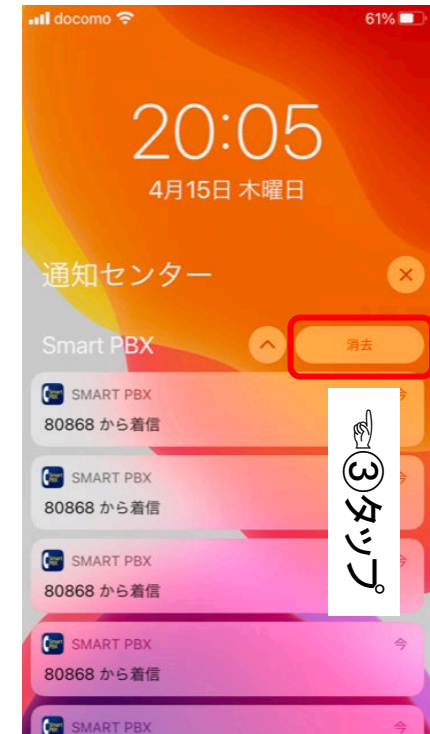 docomo 61%
20:05
4月15日 木曜日
通知センター
Smart PBX 消去
SMART PBX 今
80868 から着信
SMART PBX 今
80868 から着信
SMART PBX 今
80868 から着信
SMART PBX 今
80868 から着信
SMART PBX
☞③タップ